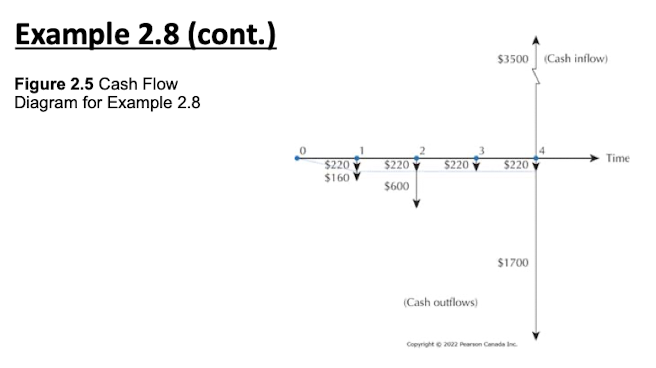 Example 2.8 (cont.)
Figure 2.5 Cash Flow
Diagram for Example 2.8
$3500 (Cash inflow)
0 1 2 3 4
Time
$220 $220 $220 $220
$160
$600
$1700
(Cash outflows)
Copyright © 2022 Pearson Canada Inc.